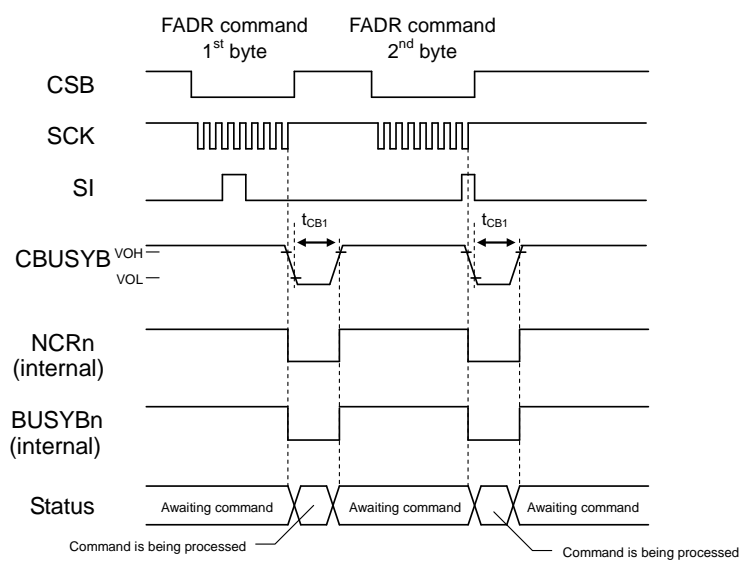 FADR command
1st byte
FADR command
2nd byte
CSB
SCK
SI
tCB1
tCB1
CBUSYB
VOH
VOL
NCRn
(internal)
BUSYBn
(internal)
Status
Awaiting command
Awaiting command
Awaiting command
Command is being processed
Command is being processed